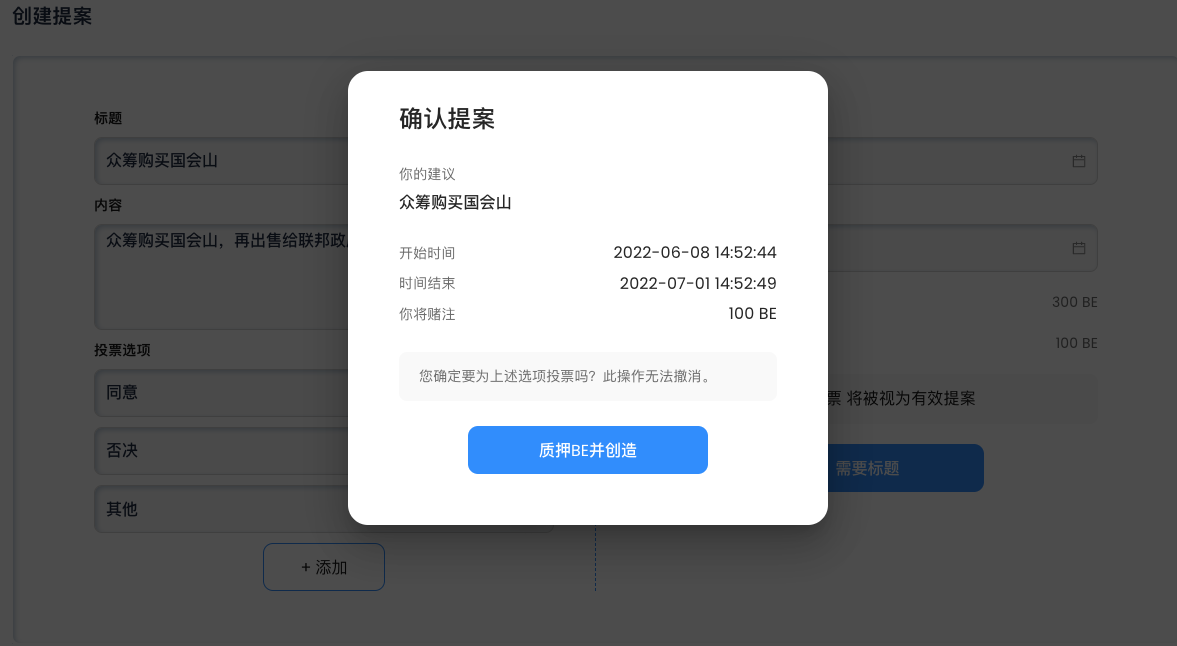 创建提案
标题
众筹购买国会山
内容
众筹购买国会山，再出售给联邦政
投票选项
同意
否决
其他
+ 添加
确认提案
你的建议
众筹购买国会山
开始时间 2022-06-08 14:52:44
时间结束 2022-07-01 14:52:49
你将赌注 100 BE
您确定要为上述选项投票吗？此操作无法撤消。
质押BE并创造
300 BE
100 BE
票 将被视为有效提案
需要标题